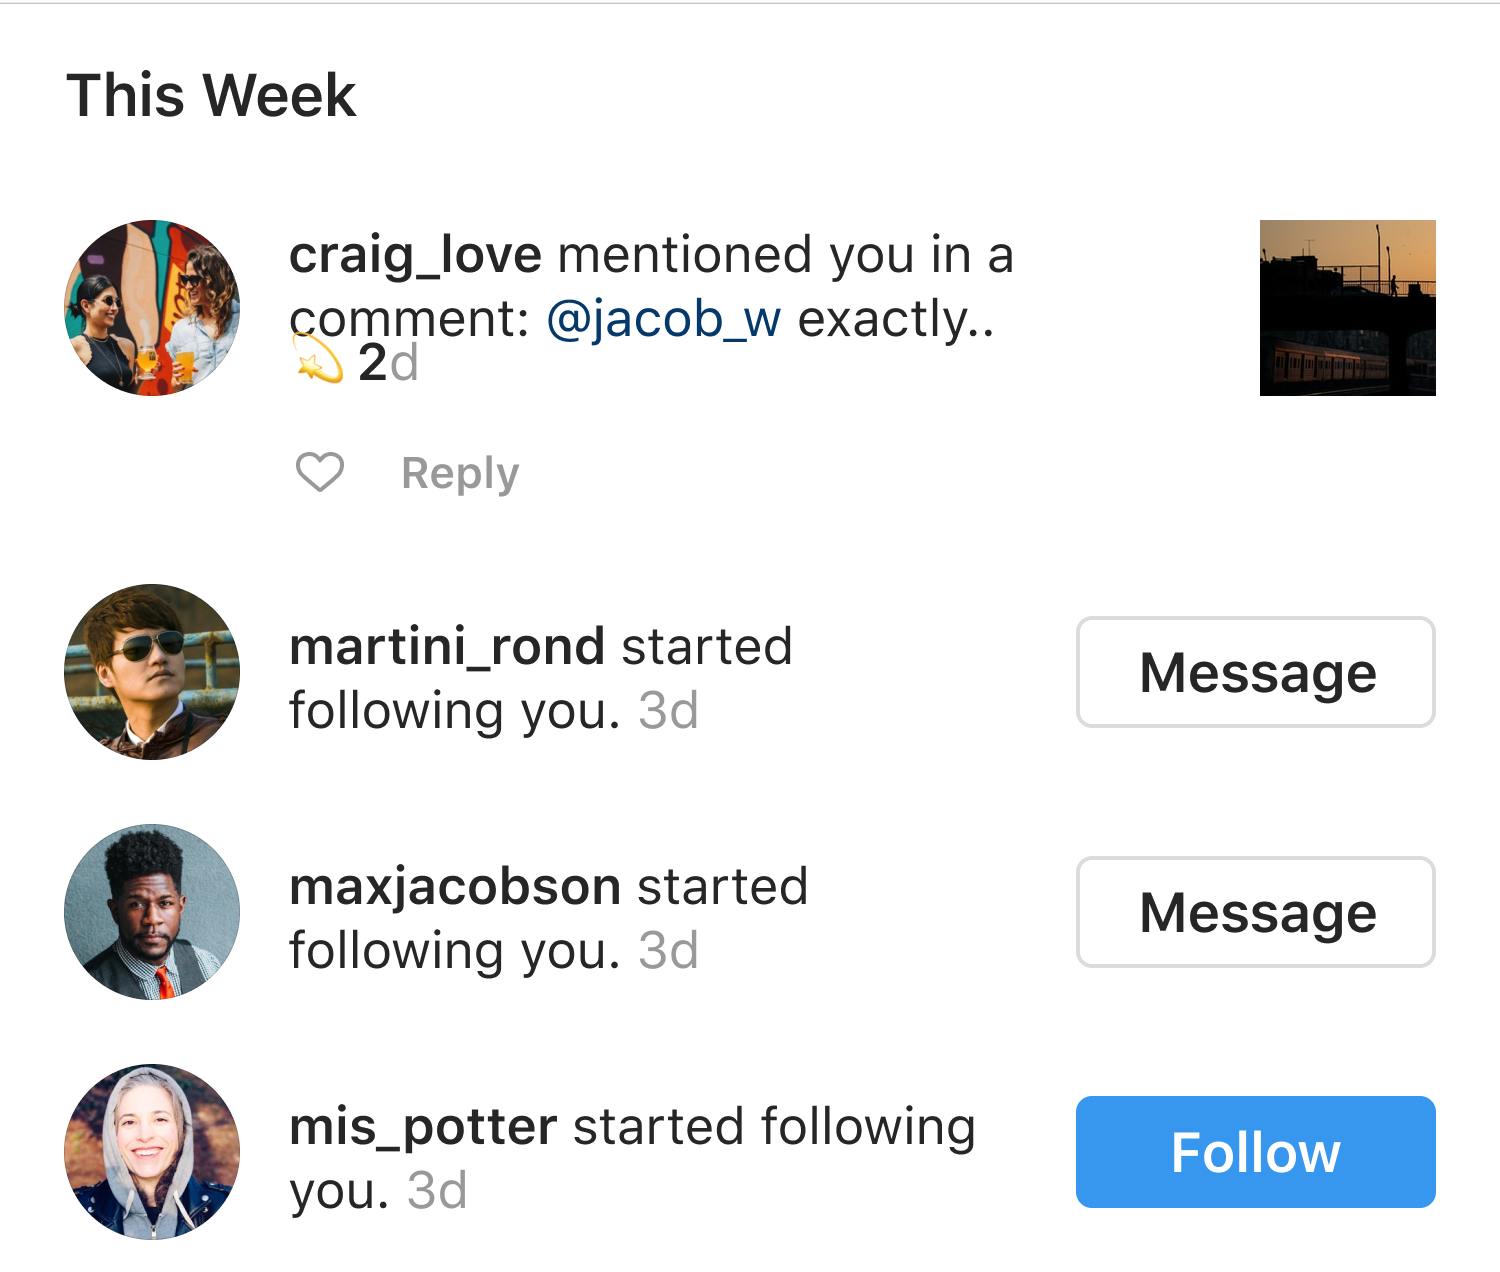 This Week
craig_love mentioned you in a
comment: @jacob_w exactly..
💫 2d
Reply
martini_rond started
following you. 3d
Message
maxjacobson started
following you. 3d
Message
mis_potter started following
you. 3d
Follow